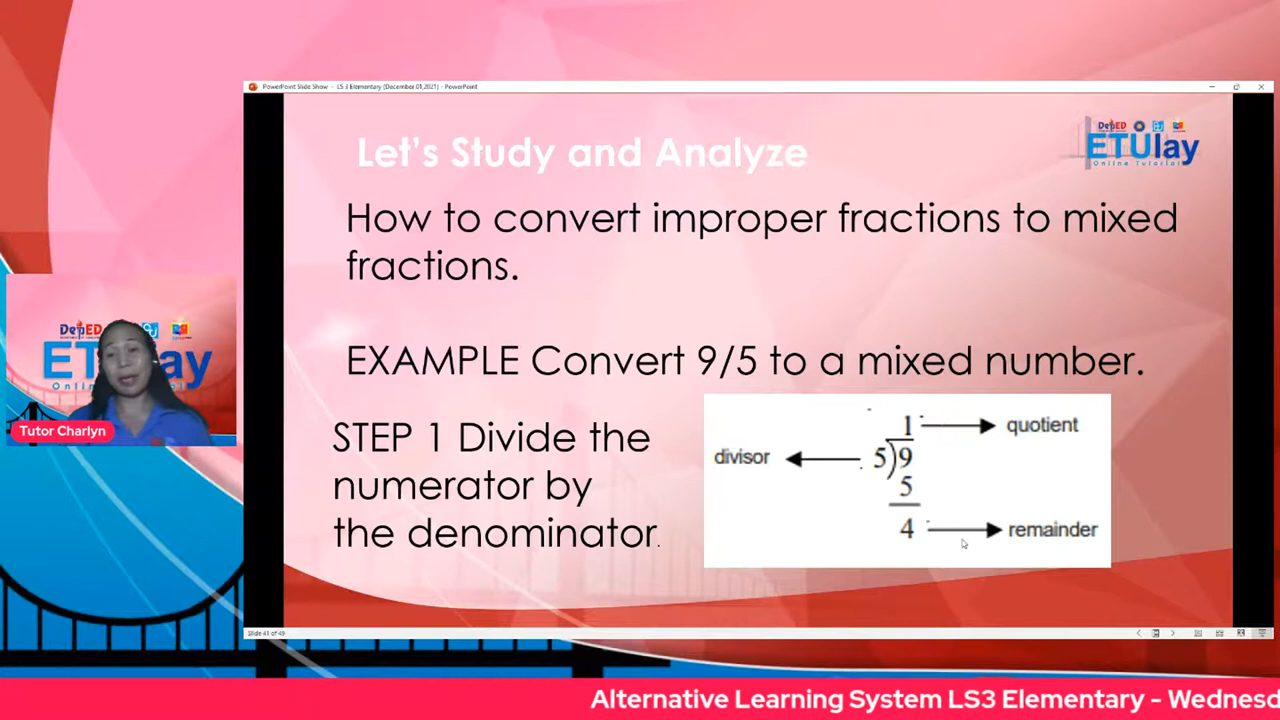 PowerPoint Slide Show - LS 3 Elementary (December 01,2021) - PowerPoint
Let's Study and Analyze
DepED
ETUlay
Online Tutorial
How to convert improper fractions to mixed
fractions.
EXAMPLE Convert 9/5 to a mixed number.
STEP 1 Divide the
numerator by
the denominator.
1 quotient
divisor 5)9
5
4 remainder
DepED
ET lay
Onl
Tutor Charlyn
Slide 41 of 49
Alternative Learning System LS3 Elementary - Wednesd